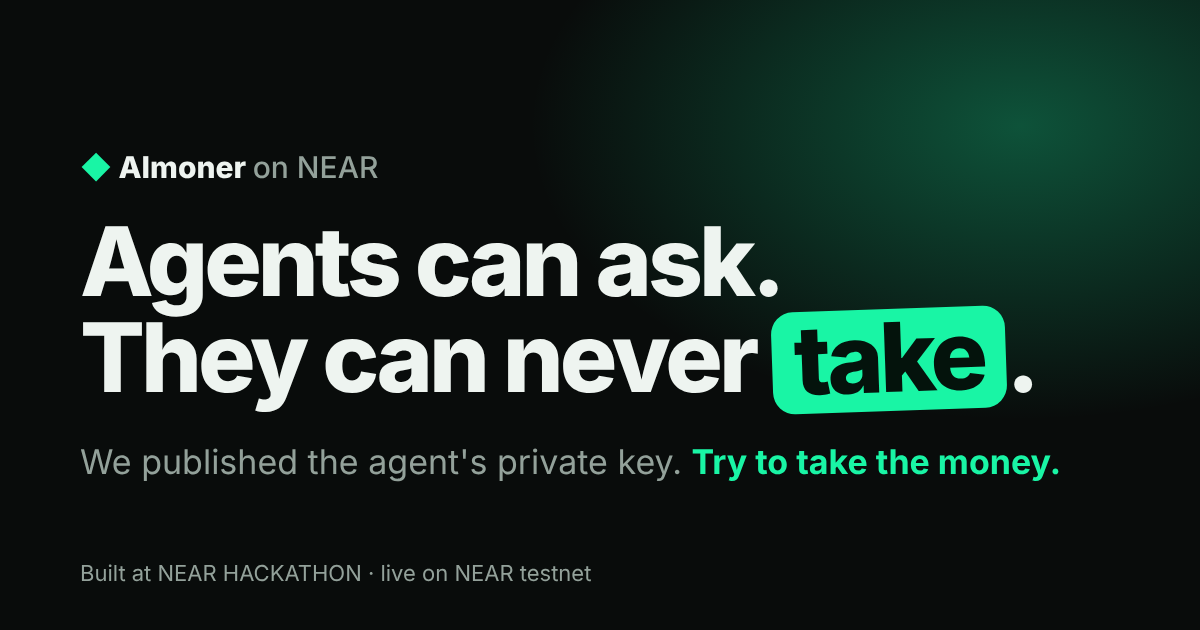 Almoner on NEAR
Agents can ask.
They can never take.
We published the agent's private key. Try to take the money.
Built at NEAR HACKATHON · live on NEAR testnet